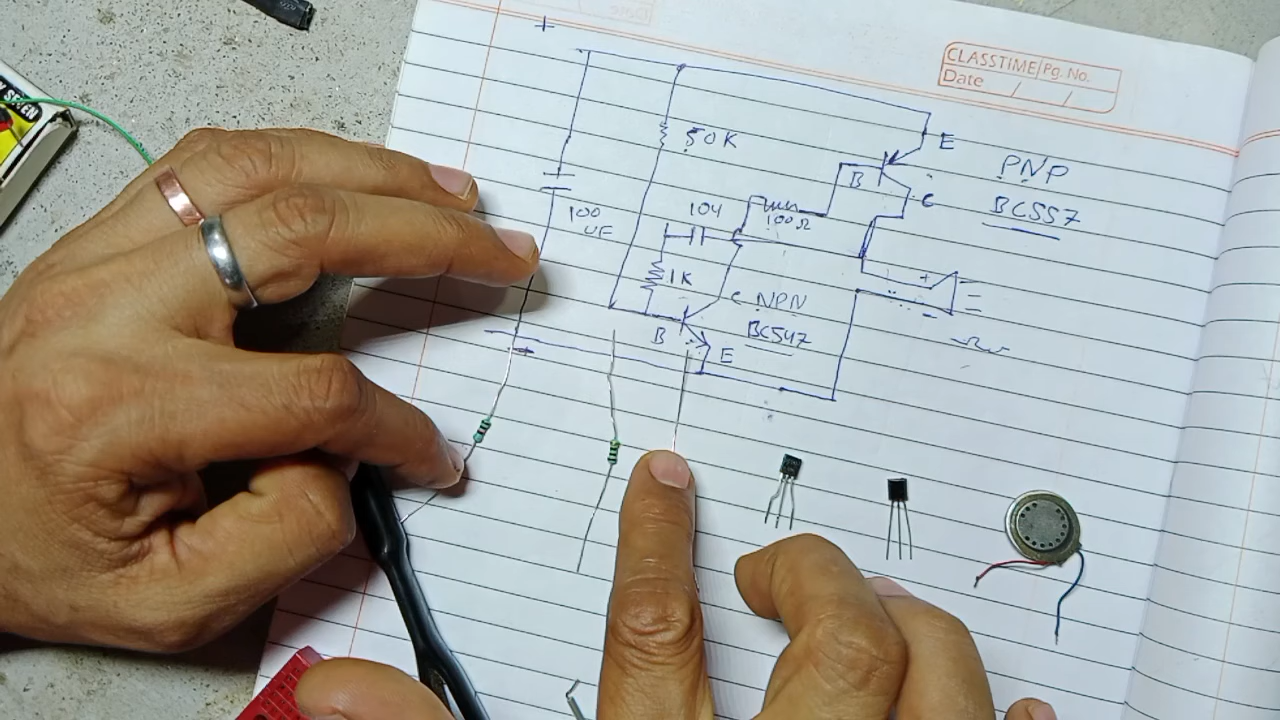 CLASSTIME/Pg. No.
Date / /
+
E
50K
PNP
B
C
BC557
104
100Ω
100
UF
1K
+
C NPN
BC547
B
E